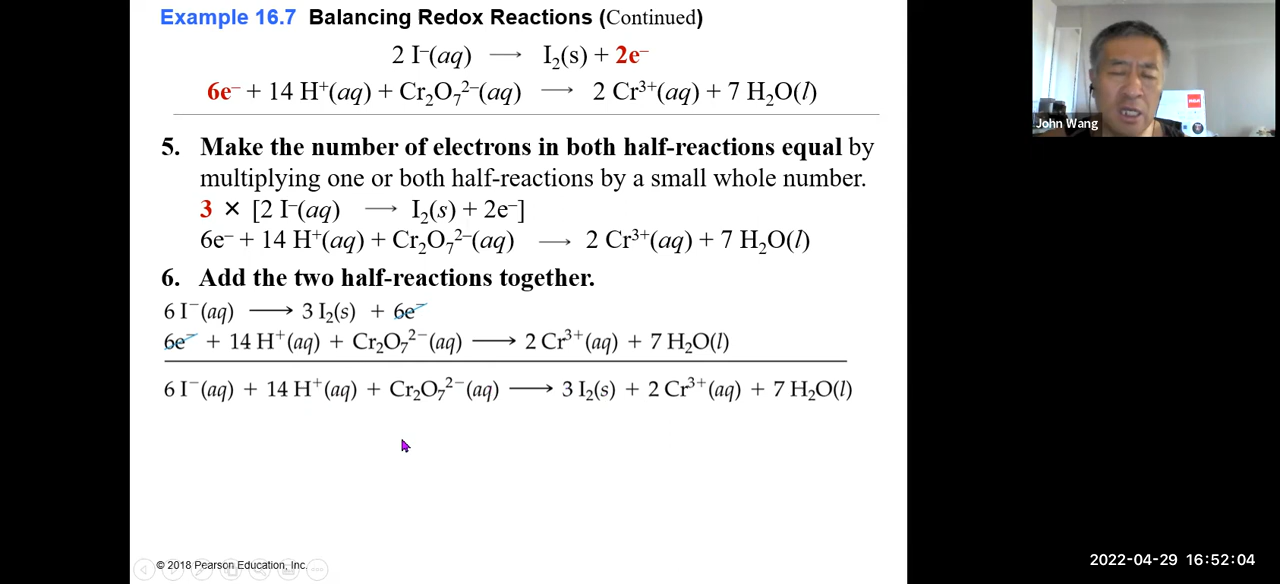 Example 16.7 Balancing Redox Reactions (Continued)
2 I⁻(aq) ⟶ I₂(s) + 2e⁻
6e⁻ + 14 H⁺(aq) + Cr₂O₇²⁻(aq) ⟶ 2 Cr³⁺(aq) + 7 H₂O(l)
5. Make the number of electrons in both half-reactions equal by
multiplying one or both half-reactions by a small whole number.
3 × [2 I⁻(aq) ⟶ I₂(s) + 2e⁻]
6e⁻ + 14 H⁺(aq) + Cr₂O₇²⁻(aq) ⟶ 2 Cr³⁺(aq) + 7 H₂O(l)
6. Add the two half-reactions together.
6 I⁻(aq) ⟶ 3 I₂(s) + 6e⁻
6e⁻ + 14 H⁺(aq) + Cr₂O₇²⁻(aq) ⟶ 2 Cr³⁺(aq) + 7 H₂O(l)
6 I⁻(aq) + 14 H⁺(aq) + Cr₂O₇²⁻(aq) ⟶ 3 I₂(s) + 2 Cr³⁺(aq) + 7 H₂O(l)
© 2018 Pearson Education, Inc.
RCA
John Wang
2022-04-29 16:52:04